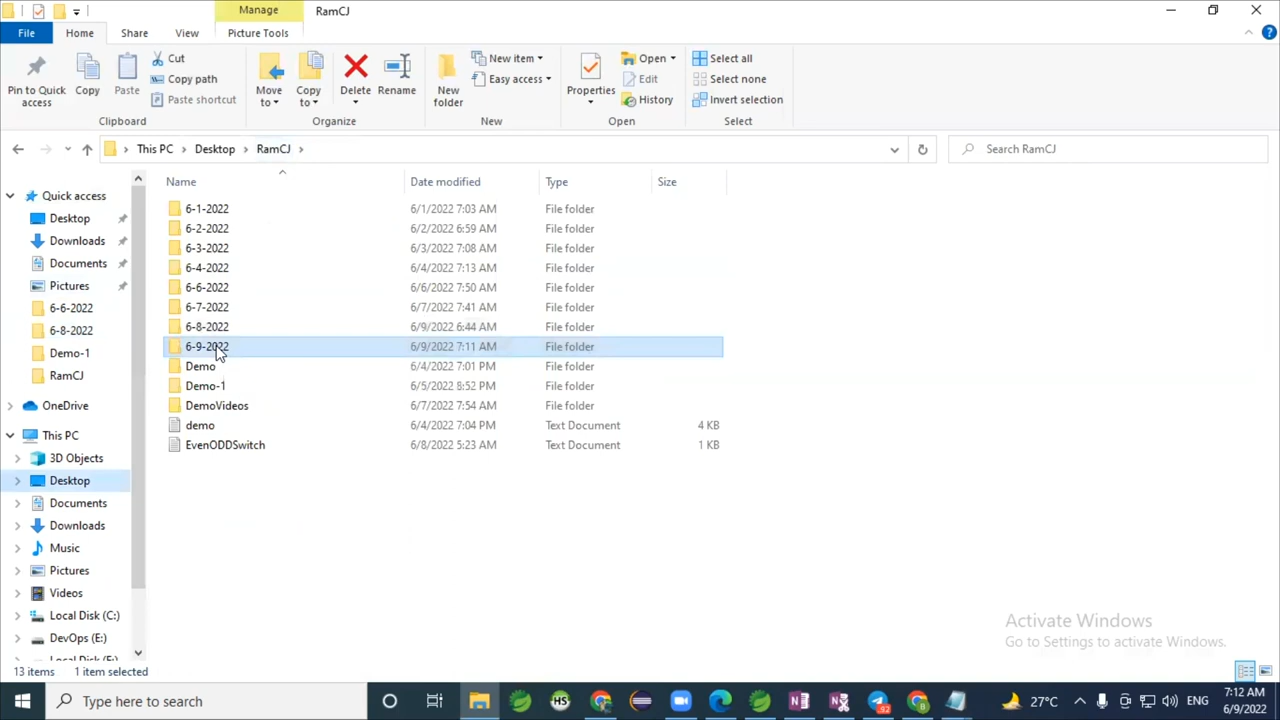 Manage
RamCJ
File
Home
Share
View
Picture Tools
Pin to Quick access
Copy
Paste
Cut
Copy path
Paste shortcut
Clipboard
Move to
Copy to
Delete
Rename
Organize
New folder
New item
Easy access
New
Properties
Open
Edit
History
Open
Select all
Select none
Invert selection
Select
This PC
Desktop
RamCJ
Search RamCJ
Name
Date modified
Type
Size
6-1-2022 6/1/2022 7:03 AM File folder
6-2-2022 6/2/2022 6:59 AM File folder
6-3-2022 6/3/2022 7:08 AM File folder
6-4-2022 6/4/2022 7:13 AM File folder
6-6-2022 6/6/2022 7:50 AM File folder
6-7-2022 6/7/2022 7:41 AM File folder
6-8-2022 6/9/2022 6:44 AM File folder
6-9-2022 6/9/2022 7:11 AM File folder
Demo 6/4/2022 7:01 PM File folder
Demo-1 6/5/2022 8:52 PM File folder
DemoVideos 6/7/2022 7:54 AM File folder
demo 6/4/2022 7:04 PM Text Document 4 KB
EvenODDSwitch 6/8/2022 5:23 AM Text Document 1 KB
Quick access
Desktop
Downloads
Documents
Pictures
6-6-2022
6-8-2022
Demo-1
RamCJ
OneDrive
This PC
3D Objects
Desktop
Documents
Downloads
Music
Pictures
Videos
Local Disk (C:)
DevOps (E:)
Activate Windows
Go to Settings to activate Windows.
13 items
1 item selected
Type here to search
HS
92
27°C
ENG
7:12 AM
6/9/2022